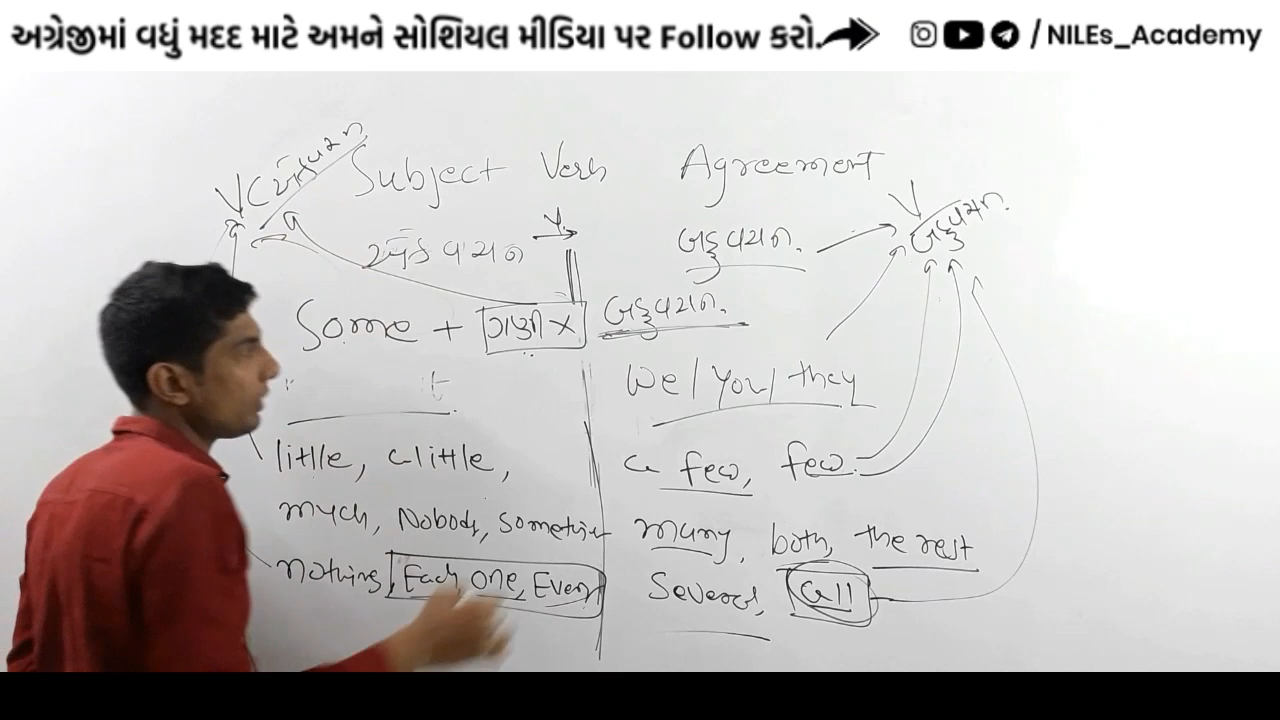 અંગ્રેજીમાં વધું મદદ માટે અમને સોશિયલ મીડિયા પર Follow કરો. / NILEs_Academy
Subject Verb Agreement
V (એકવચન V બહુવચન.
એકવચન બહુવચન.
Some + ગણી x બહુવચન.
it We/You/they
little, a little, a few, few
much, Nobody, something many, both, the rest
nothing, Each, one, Every Several, all